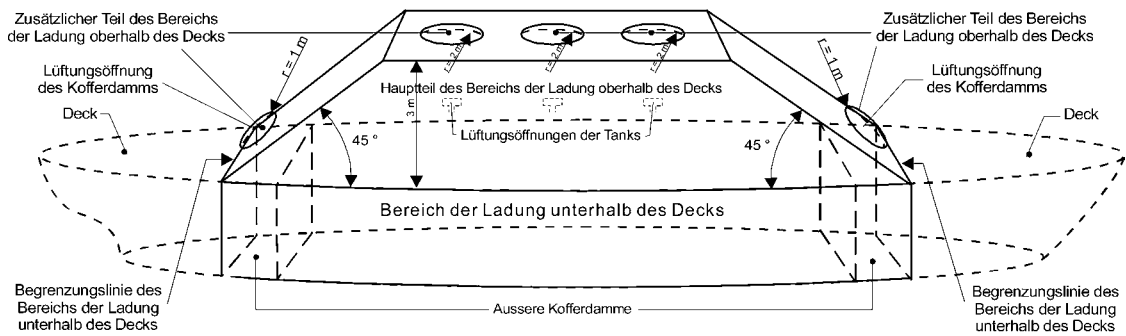 Zusätzlicher Teil des Bereichs
der Ladung oberhalb des Decks
Zusätzlicher Teil des Bereichs
der Ladung oberhalb des Decks
r = 1 m
r = 2 m
r = 2 m
r = 2 m
r = 1 m
Lüftungsöffnung
des Kofferdamms
Lüftungsöffnung
des Kofferdamms
Hauptteil des Bereichs der Ladung oberhalb des Decks
3 m
Deck
Deck
Lüftungsöffnungen der Tanks
45 °
45 °
Bereich der Ladung unterhalb des Decks
Begrenzungslinie des
Bereichs der Ladung
unterhalb des Decks
Aussere Kofferdamme
Begrenzungslinie des
Bereichs der Ladung
unterhalb des Decks